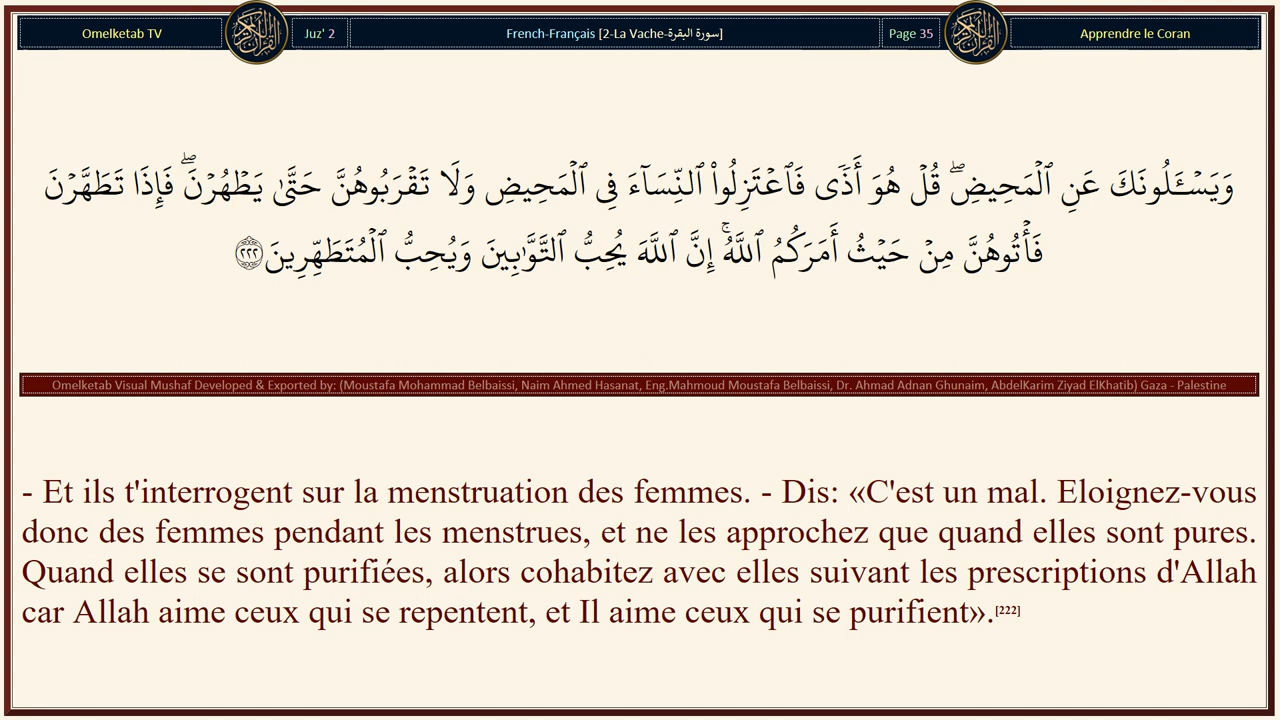 Omelketab TV
Juz' 2
French-Français [2-La Vache-سورة البقرة]
Page 35
Apprendre le Coran
وَيَسْـَٔلُونَكَ عَنِ ٱلْمَحِيضِ ۖ قُلْ هُوَ أَذًى فَٱعْتَزِلُوا۟ ٱلنِّسَآءَ فِى ٱلْمَحِيضِ وَلَا تَقْرَبُوهُنَّ حَتَّىٰ يَطْهُرْنَ ۖ فَإِذَا تَطَهَّرْنَ
فَأْتُوهُنَّ مِنْ حَيْثُ أَمَرَكُمُ ٱللَّهُ ۚ إِنَّ ٱللَّهَ يُحِبُّ ٱلتَّوَّٰبِينَ وَيُحِبُّ ٱلْمُتَطَهِّرِينَ ٢٢٢
Omelketab Visual Mushaf Developed & Exported by: (Moustafa Mohammad Belbaissi, Naim Ahmed Hasanat, Eng.Mahmoud Moustafa Belbaissi, Dr. Ahmad Adnan Ghunaim, AbdelKarim Ziyad ElKhatib) Gaza - Palestine
- Et ils t'interrogent sur la menstruation des femmes. - Dis: «C'est un mal. Eloignez-vous
donc des femmes pendant les menstrues, et ne les approchez que quand elles sont pures.
Quand elles se sont purifiées, alors cohabitez avec elles suivant les prescriptions d'Allah
car Allah aime ceux qui se repentent, et Il aime ceux qui se purifient».[222]